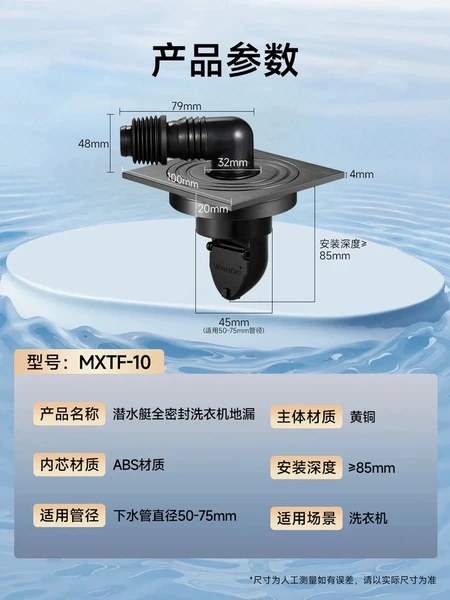 产品参数
79mm
48mm
32mm
100mm
4mm
20mm
安装深度≥
85mm
45mm
(适用50-75mm管径)
型号：MXTF-10
产品名称 潜水艇全密封洗衣机地漏 主体材质 黄铜
内芯材质 ABS材质 安装深度 ≥85mm
适用管径 下水管直径50-75mm 适用场景 洗衣机
*尺寸为人工测量如有误差，请以实际尺寸为准